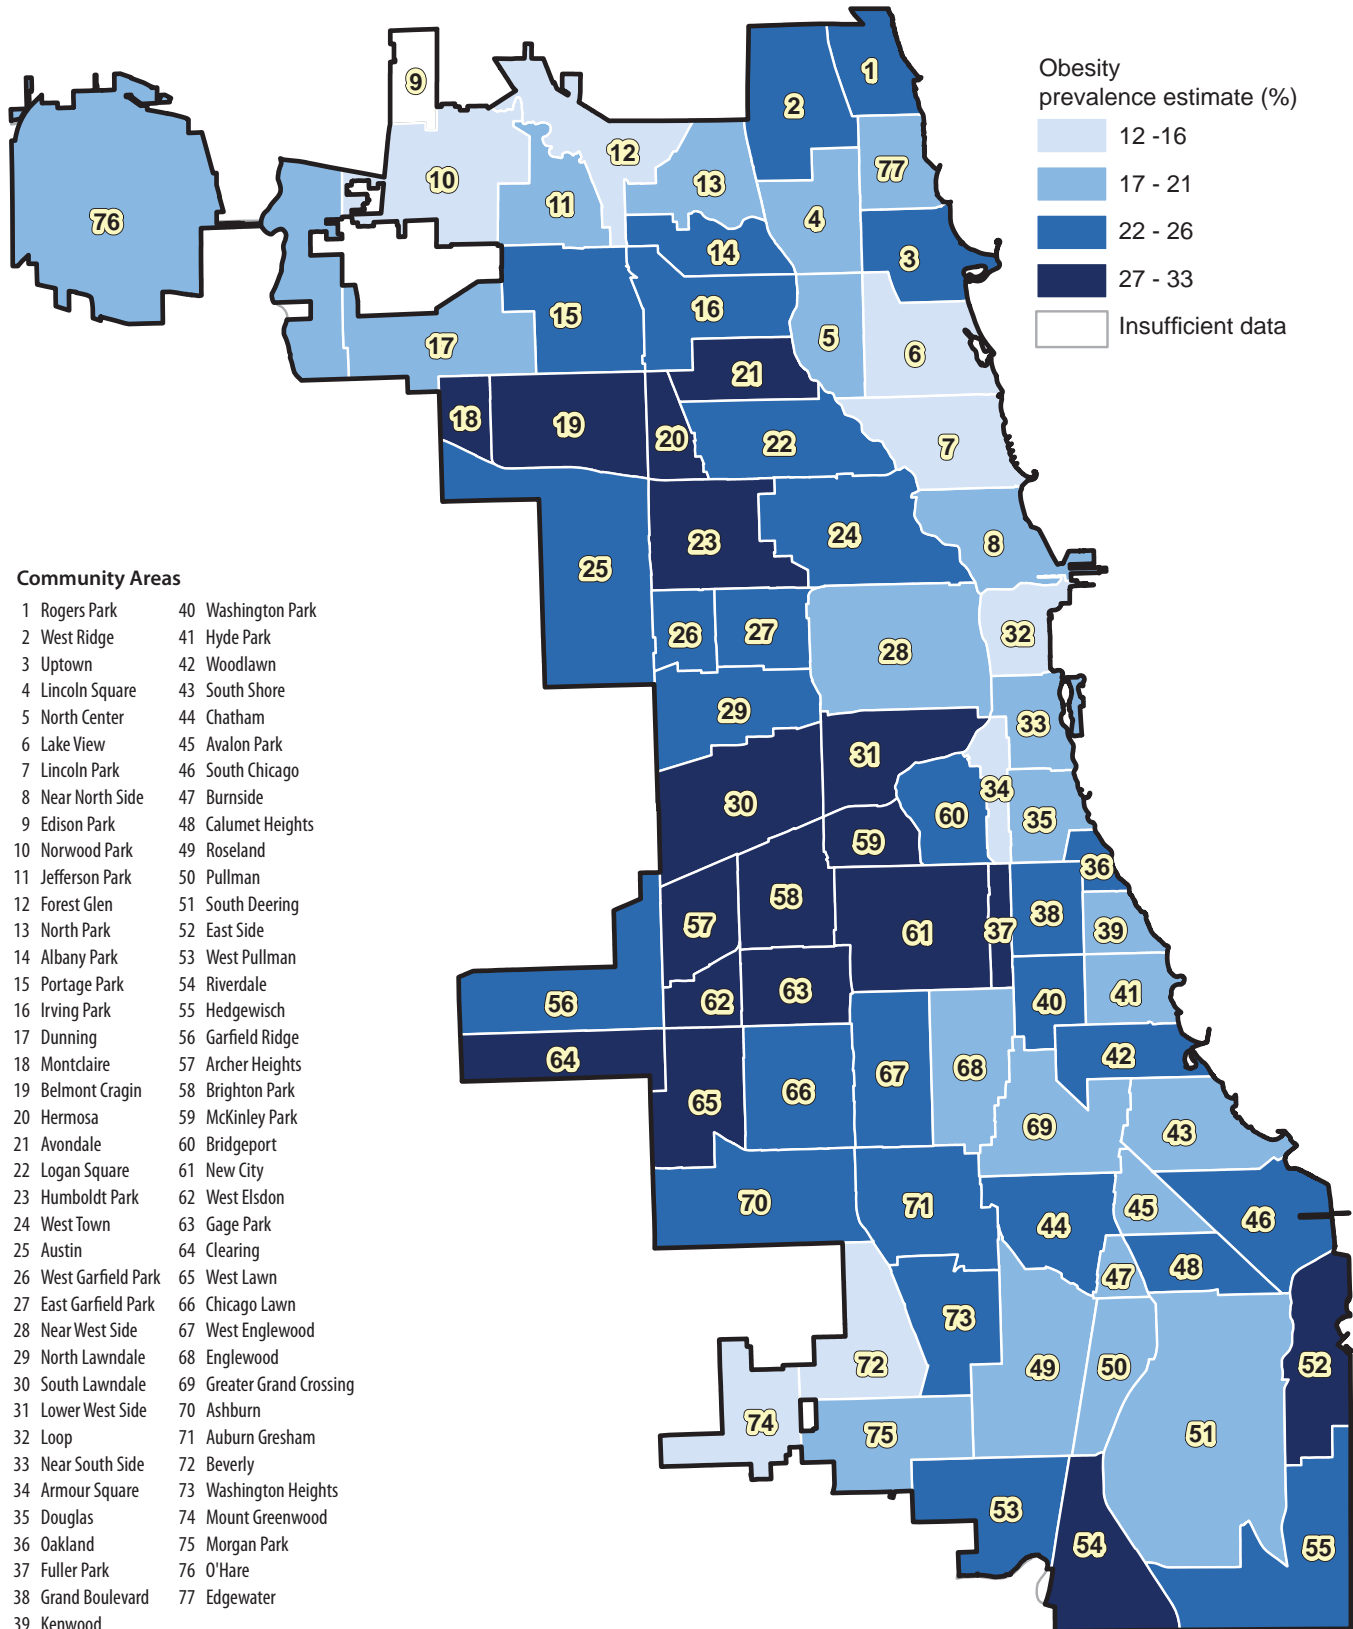 Obesity
prevalence estimate (%)
12 -16
17 - 21
22 - 26
27 - 33
Insufficient data
1
2
9
12
77
10
13
11
4
76
14
3
15
16
5
17
6
21
18
19
20
22
7
23
24
8
25
26
27
32
28
29
33
31
34
30
60
35
59
36
58
38
57
61
37
39
62
63
40
41
56
64
42
67
68
66
65
69
43
70
71
45
44
46
48
47
73
72
49
50
52
74
75
51
53
54
55
Community Areas
1 Rogers Park
2 West Ridge
3 Uptown
4 Lincoln Square
5 North Center
6 Lake View
7 Lincoln Park
8 Near North Side
9 Edison Park
10 Norwood Park
11 Jefferson Park
12 Forest Glen
13 North Park
14 Albany Park
15 Portage Park
16 Irving Park
17 Dunning
18 Montclaire
19 Belmont Cragin
20 Hermosa
21 Avondale
22 Logan Square
23 Humboldt Park
24 West Town
25 Austin
26 West Garfield Park
27 East Garfield Park
28 Near West Side
29 North Lawndale
30 South Lawndale
31 Lower West Side
32 Loop
33 Near South Side
34 Armour Square
35 Douglas
36 Oakland
37 Fuller Park
38 Grand Boulevard
39 Kenwood
40 Washington Park
41 Hyde Park
42 Woodlawn
43 South Shore
44 Chatham
45 Avalon Park
46 South Chicago
47 Burnside
48 Calumet Heights
49 Roseland
50 Pullman
51 South Deering
52 East Side
53 West Pullman
54 Riverdale
55 Hedgewisch
56 Garfield Ridge
57 Archer Heights
58 Brighton Park
59 McKinley Park
60 Bridgeport
61 New City
62 West Elsdon
63 Gage Park
64 Clearing
65 West Lawn
66 Chicago Lawn
67 West Englewood
68 Englewood
69 Greater Grand Crossing
70 Ashburn
71 Auburn Gresham
72 Beverly
73 Washington Heights
74 Mount Greenwood
75 Morgan Park
76 O'Hare
77 Edgewater